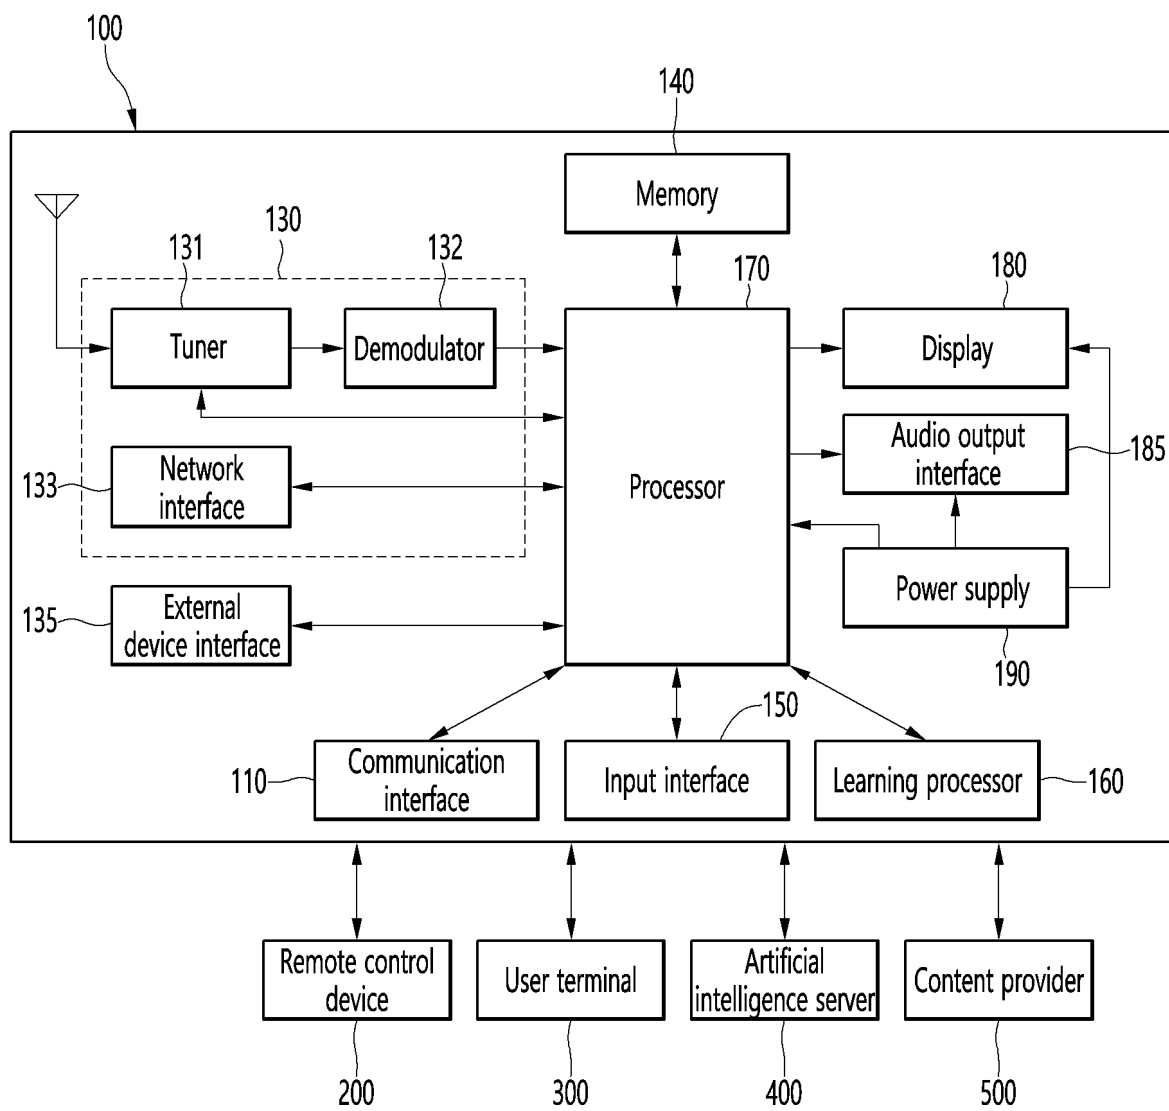 100
140
Memory
130
131
132
170
180
Tuner
Demodulator
Display
Audio output
interface
185
Network
interface
133
Processor
External
device interface
135
Power supply
190
150
Communication
interface
110
Input interface
Learning processor
160
Remote control
device
User terminal
Artificial
intelligence server
Content provider
200
300
400
500